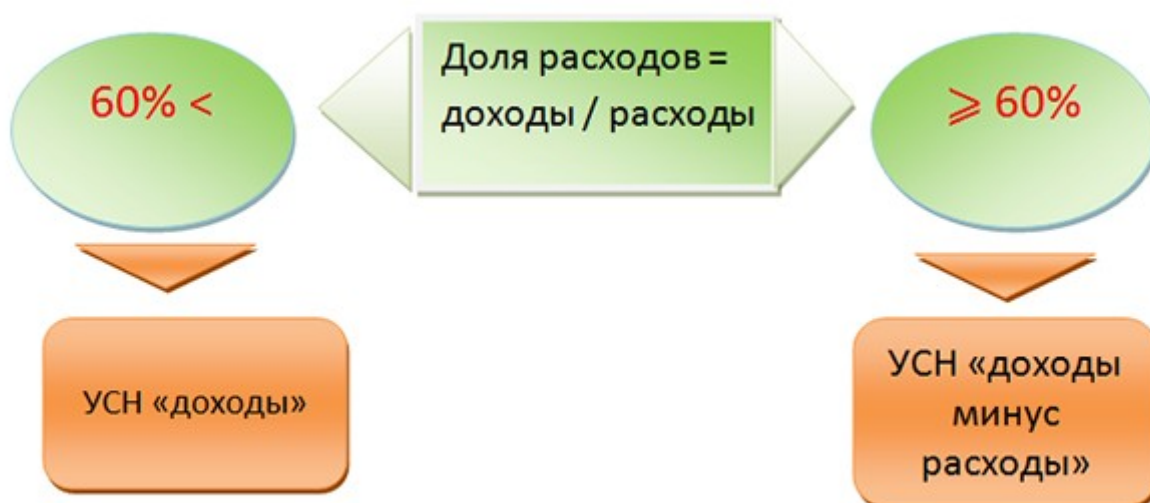 60% <
Доля расходов =
доходы / расходы
⩾ 60%
УСН «доходы»
УСН «доходы
минус
расходы»